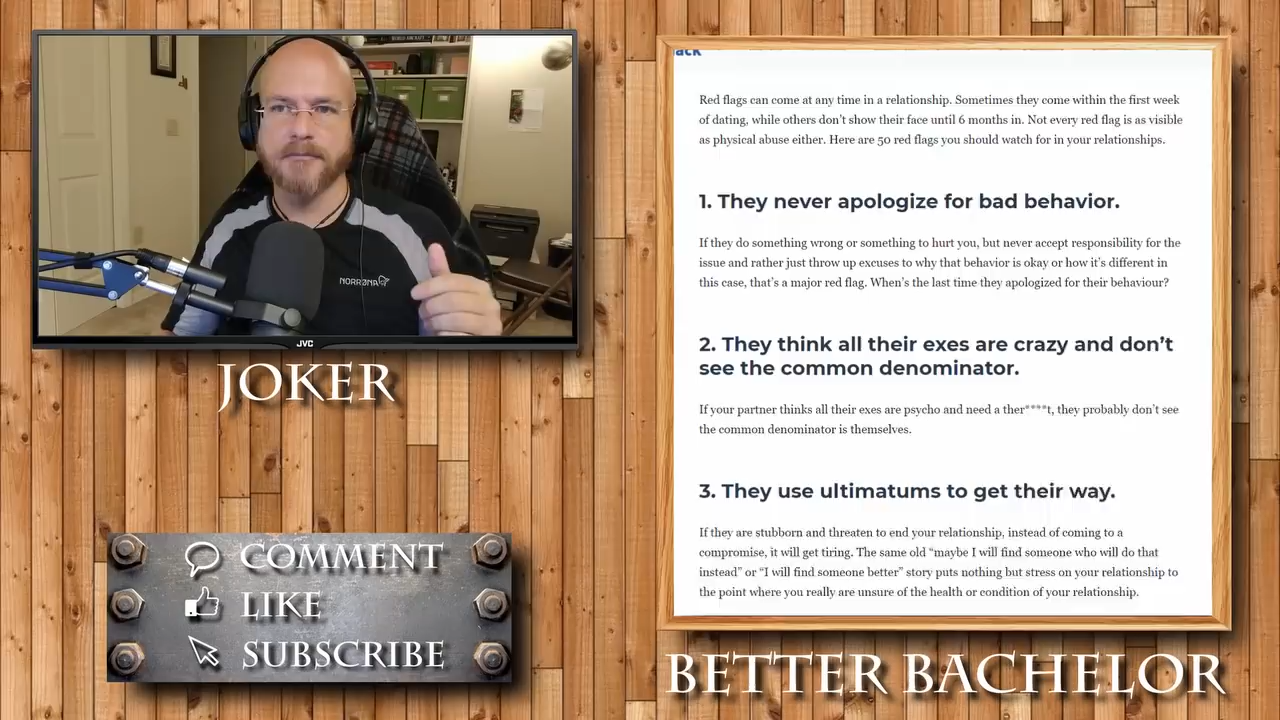 NORRØNA
JVC
JOKER
COMMENT
LIKE
SUBSCRIBE
ack
Red flags can come at any time in a relationship. Sometimes they come within the first week
of dating, while others don't show their face until 6 months in. Not every red flag is as visible
as physical abuse either. Here are 50 red flags you should watch for in your relationships.
1. They never apologize for bad behavior.
If they do something wrong or something to hurt you, but never accept responsibility for the
issue and rather just throw up excuses to why that behavior is okay or how it's different in
this case, that's a major red flag. When's the last time they apologized for their behaviour?
2. They think all their exes are crazy and don't
see the common denominator.
If your partner thinks all their exes are psycho and need a ther****t, they probably don't see
the common denominator is themselves.
3. They use ultimatums to get their way.
If they are stubborn and threaten to end your relationship, instead of coming to a
compromise, it will get tiring. The same old “maybe I will find someone who will do that
instead” or “I will find someone better” story puts nothing but stress on your relationship to
the point where you really are unsure of the health or condition of your relationship.
BETTER BACHELOR